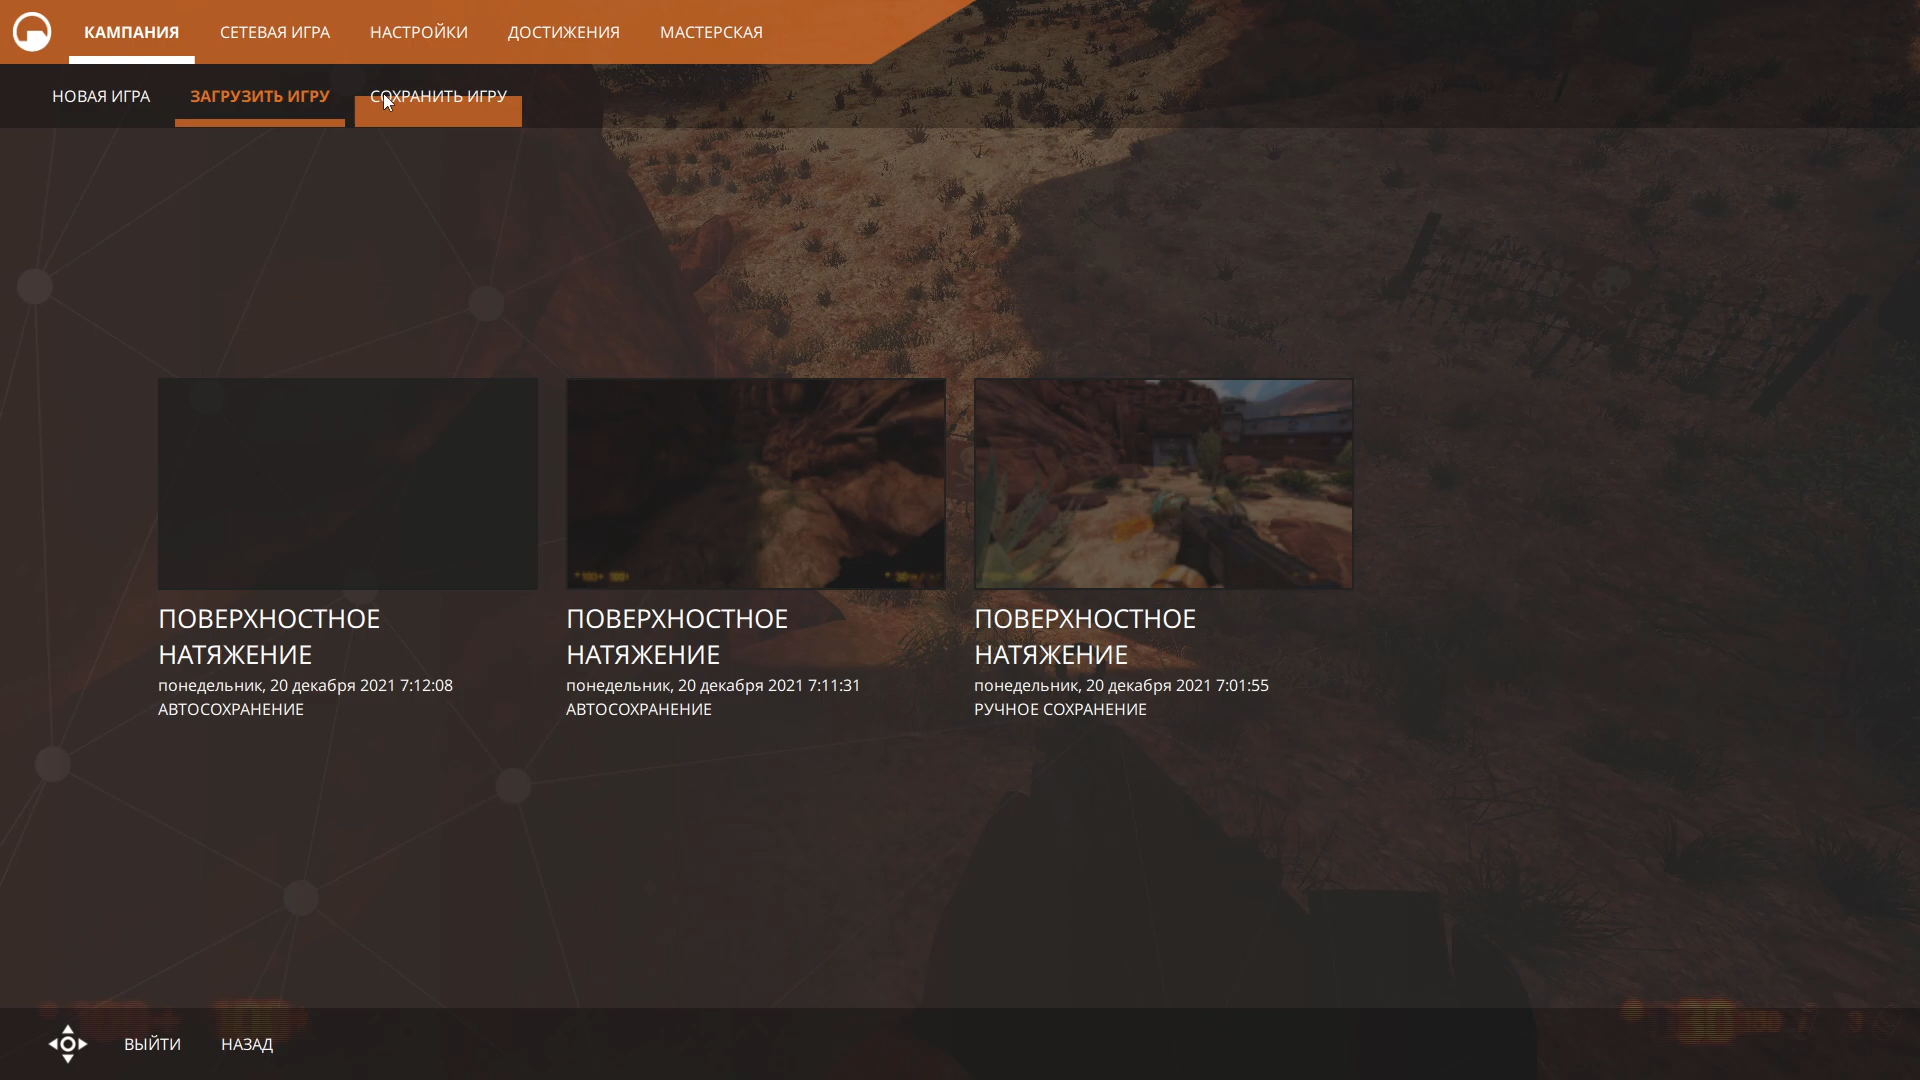 КАМПАНИЯ СЕТЕВАЯ ИГРА НАСТРОЙКИ ДОСТИЖЕНИЯ МАСТЕРСКАЯ
НОВАЯ ИГРА ЗАГРУЗИТЬ ИГРУ СОХРАНИТЬ ИГРУ
ПОВЕРХНОСТНОЕ
НАТЯЖЕНИЕ
понедельник, 20 декабря 2021 7:12:08
АВТОСОХРАНЕНИЕ
ПОВЕРХНОСТНОЕ
НАТЯЖЕНИЕ
понедельник, 20 декабря 2021 7:11:31
АВТОСОХРАНЕНИЕ
ПОВЕРХНОСТНОЕ
НАТЯЖЕНИЕ
понедельник, 20 декабря 2021 7:01:55
РУЧНОЕ СОХРАНЕНИЕ
ВЫЙТИ НАЗАД